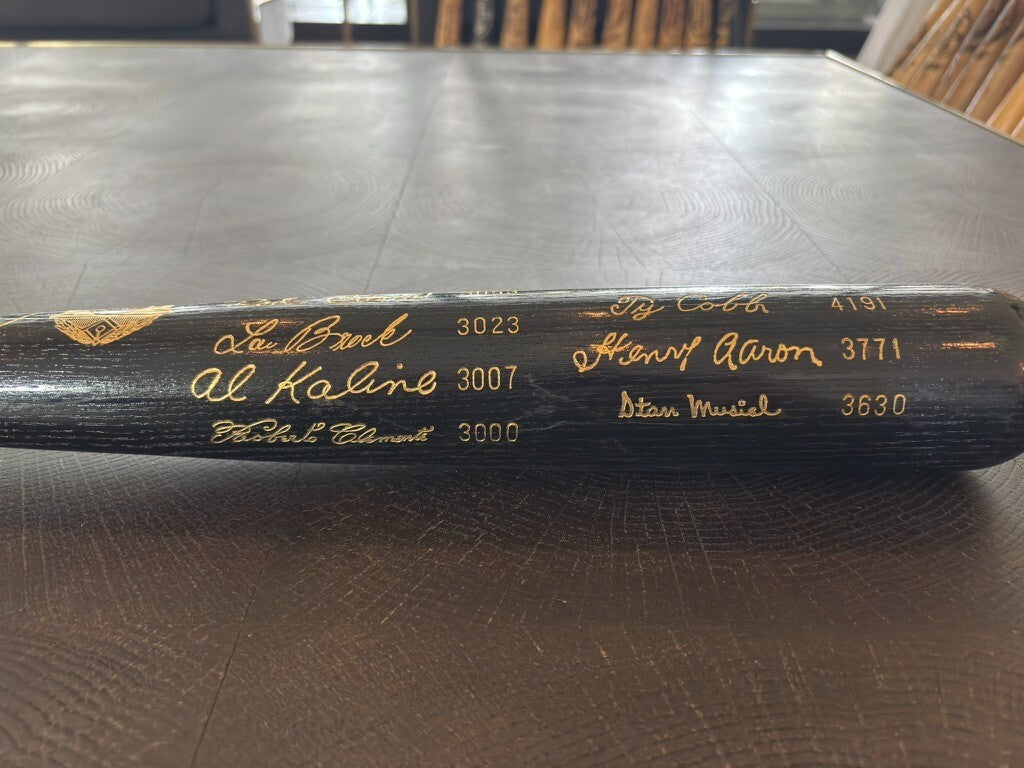 Lou Brock 3023
Al Kaline 3007
Roberto Clemente 3000
Ty Cobb 4191
Henry Aaron 3771
Stan Musial 3630